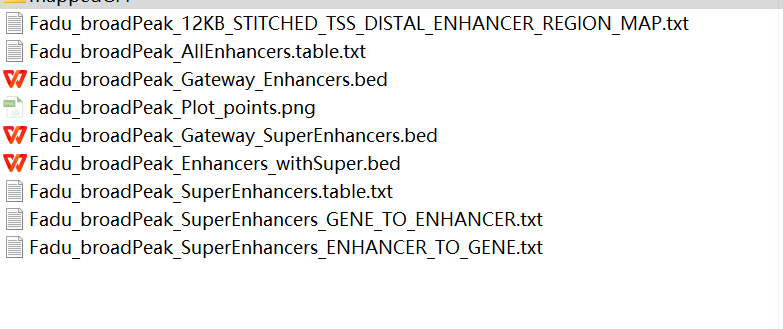 Fadu_broadPeak_12KB_STITCHED_TSS_DISTAL_ENHANCER_REGION_MAP.txt
Fadu_broadPeak_AllEnhancers.table.txt
Fadu_broadPeak_Gateway_Enhancers.bed
Fadu_broadPeak_Plot_points.png
Fadu_broadPeak_Gateway_SuperEnhancers.bed
Fadu_broadPeak_Enhancers_withSuper.bed
Fadu_broadPeak_SuperEnhancers.table.txt
Fadu_broadPeak_SuperEnhancers_GENE_TO_ENHANCER.txt
Fadu_broadPeak_SuperEnhancers_ENHANCER_TO_GENE.txt